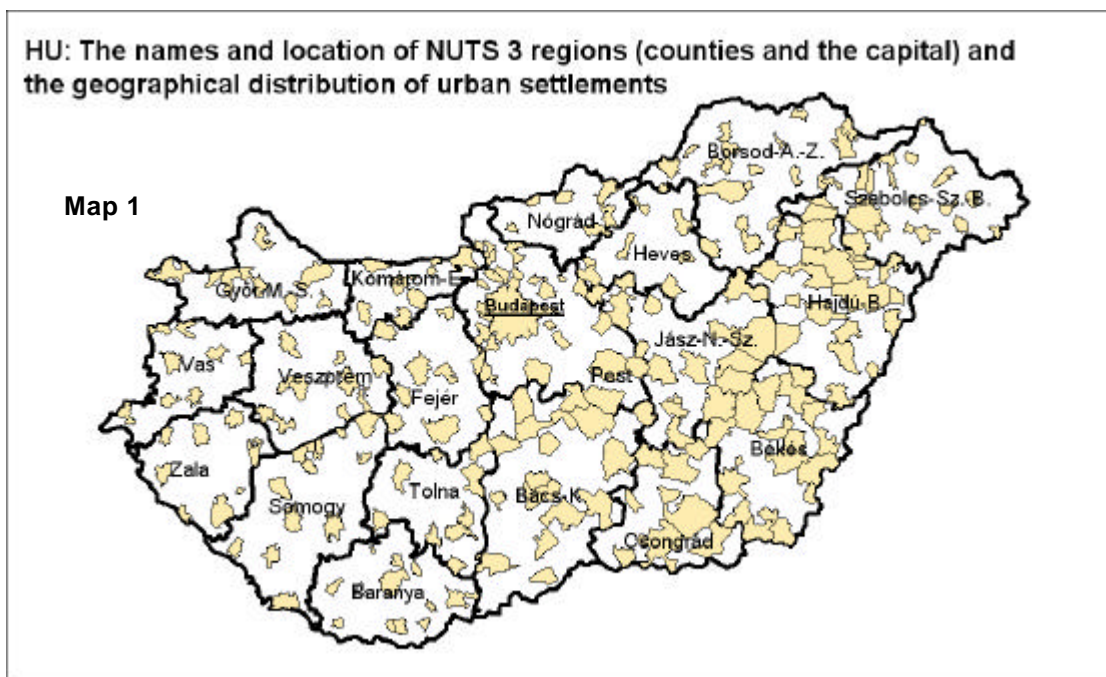 HU: The names and location of NUTS 3 regions (counties and the capital) and
the geographical distribution of urban settlements
Map 1
Borsod-A.-Z.
Szabolcs-Sz.-B.
Nógrád
Heves
Győr-M.-S.
Komárom-E.
Budapest
Hajdú-B.
Jász-N.-Sz.
Vas
Veszprém
Fejér
Pest
Zala
Békés
Somogy
Tolna
Bács-K.
Csongrád
Baranya